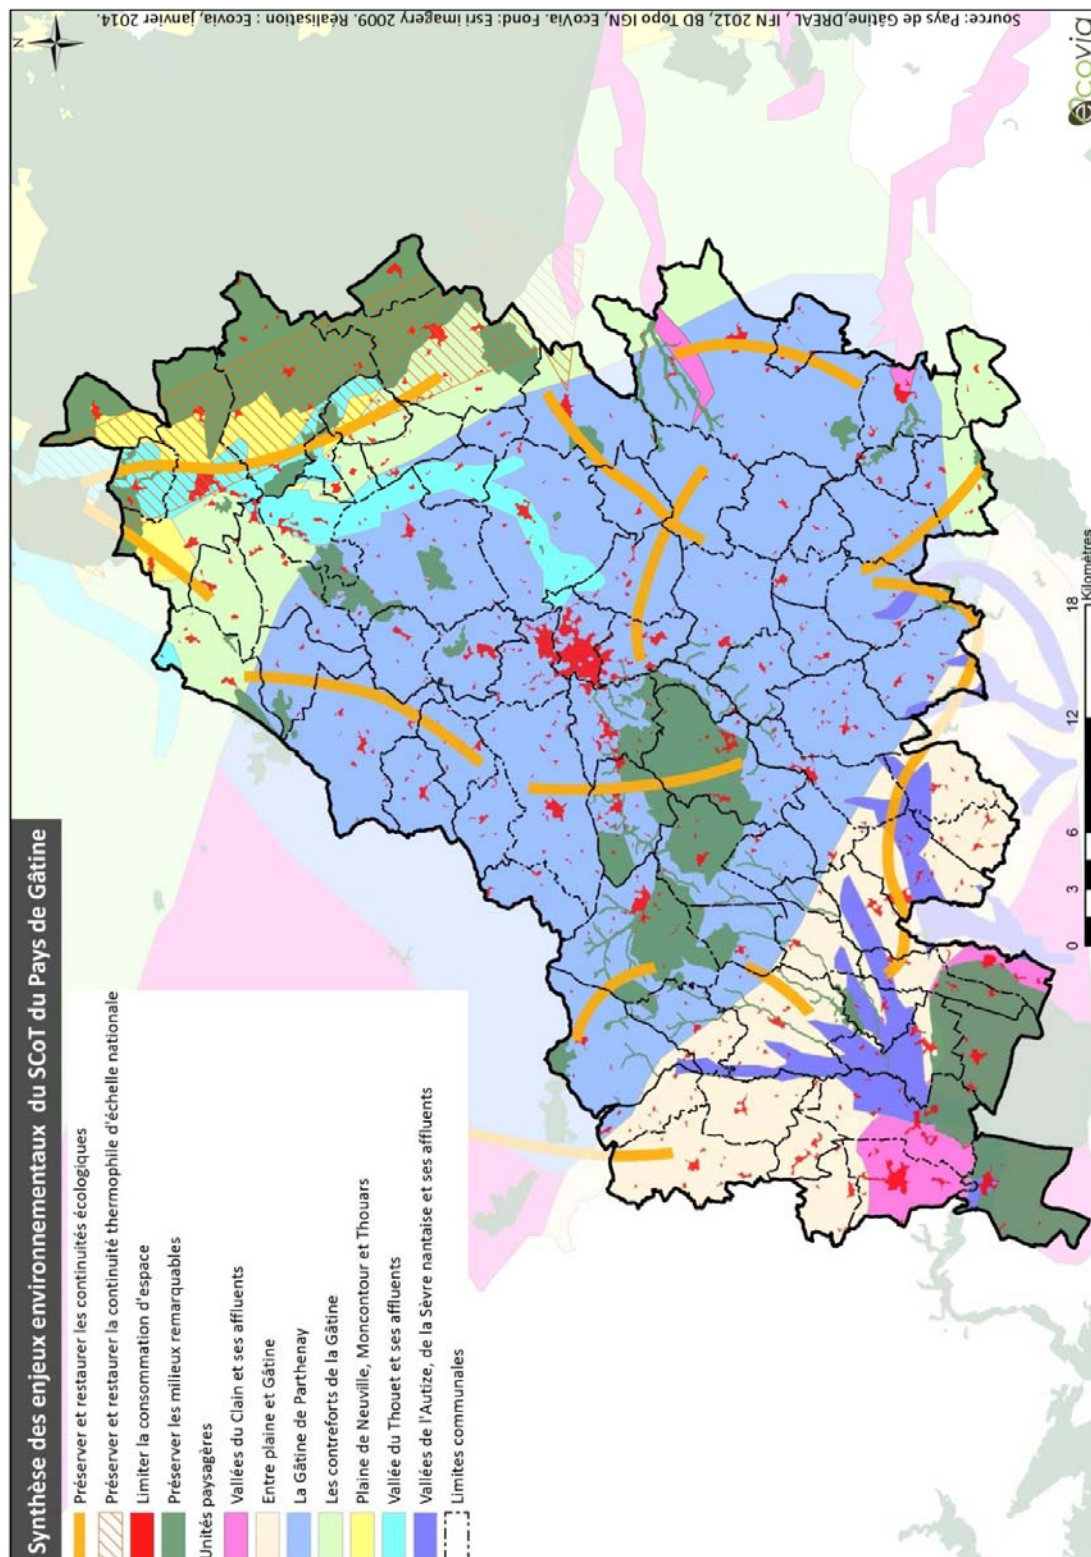 Synthèse des enjeux environnementaux du SCoT du Pays de Gâtine
Préserver et restaurer les continuités écologiques
Préserver et restaurer la continuité thermophile d'échelle nationale
Limiter la consommation d'espace
Préserver les milieux remarquables
Unités paysagères
Vallées du Clain et ses affluents
Entre plaine et Gâtine
La Gâtine de Parthenay
Les contreforts de la Gâtine
Plaine de Neuville, Moncontour et Thouars
Vallée du Thouet et ses affluents
Vallées de l'Autize, de la Sèvre nantaise et ses affluents
Limites communales
N
0 3 6 12 18
Kilomètres
Source: Pays de Gâtine,DREAL , IFN 2012, BD Topo IGN, EcoVia. Fond: Fond: Esri imagery 2009. Réalisation : Ecovia, janvier 2014.
ecovia